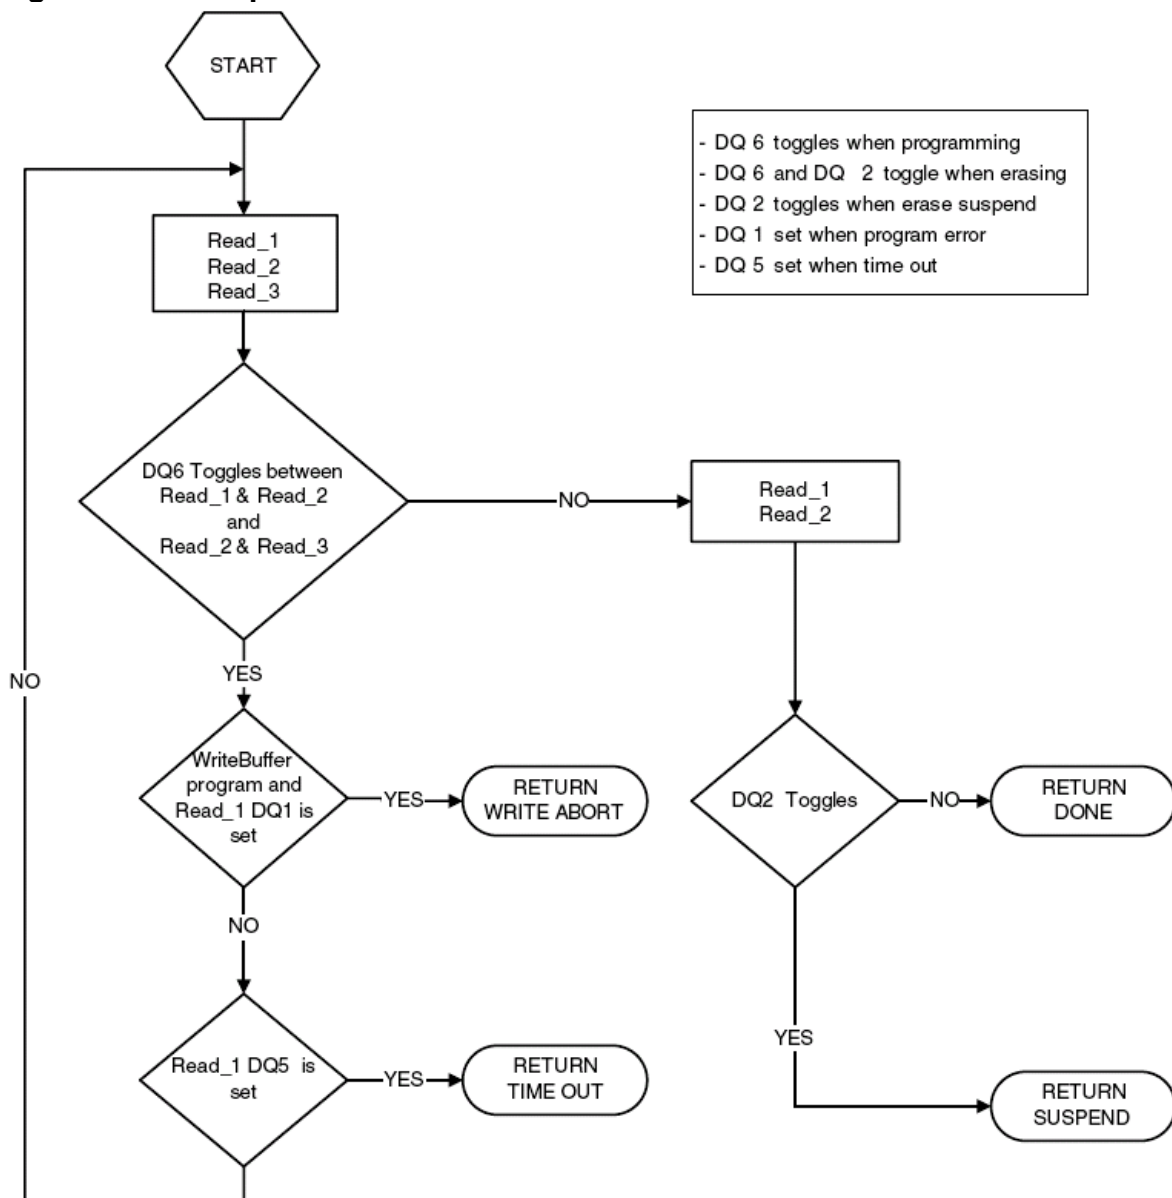 START
- DQ 6 toggles when programming
- DQ 6 and DQ 2 toggle when erasing
- DQ 2 toggles when erase suspend
- DQ 1 set when program error
- DQ 5 set when time out
Read_1
Read_2
Read_3
DQ6 Toggles between
Read_1 & Read_2
and
Read_2 & Read_3
NO
Read_1
Read_2
YES
NO
WriteBuffer
program and
Read_1 DQ1 is
set
YES
RETURN
WRITE ABORT
DQ2 Toggles
NO
RETURN
DONE
NO
YES
Read_1 DQ5 is
set
YES
RETURN
TIME OUT
RETURN
SUSPEND